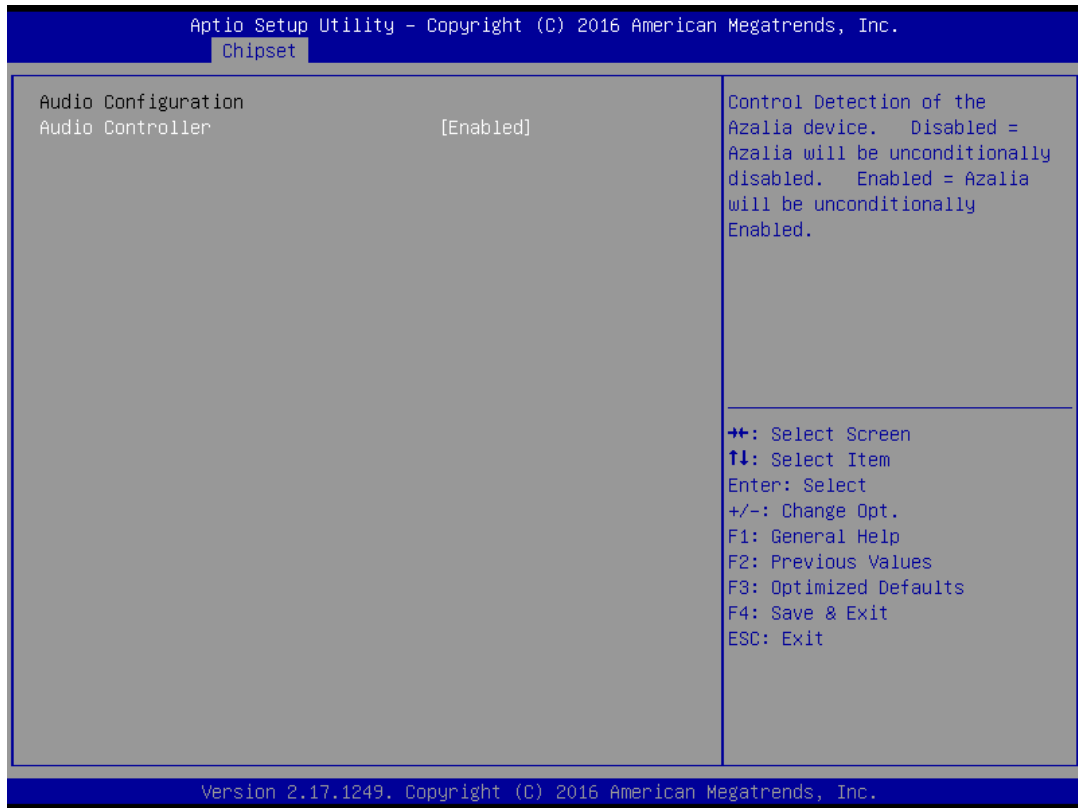 Aptio Setup Utility – Copyright (C) 2016 American Megatrends, Inc.
Chipset
Audio Configuration
Audio Controller [Enabled]
Control Detection of the
Azalia device. Disabled =
Azalia will be unconditionally
disabled. Enabled = Azalia
will be unconditionally
Enabled.
→←: Select Screen
↑↓: Select Item
Enter: Select
+/-: Change Opt.
F1: General Help
F2: Previous Values
F3: Optimized Defaults
F4: Save & Exit
ESC: Exit
Version 2.17.1249. Copyright (C) 2016 American Megatrends, Inc.